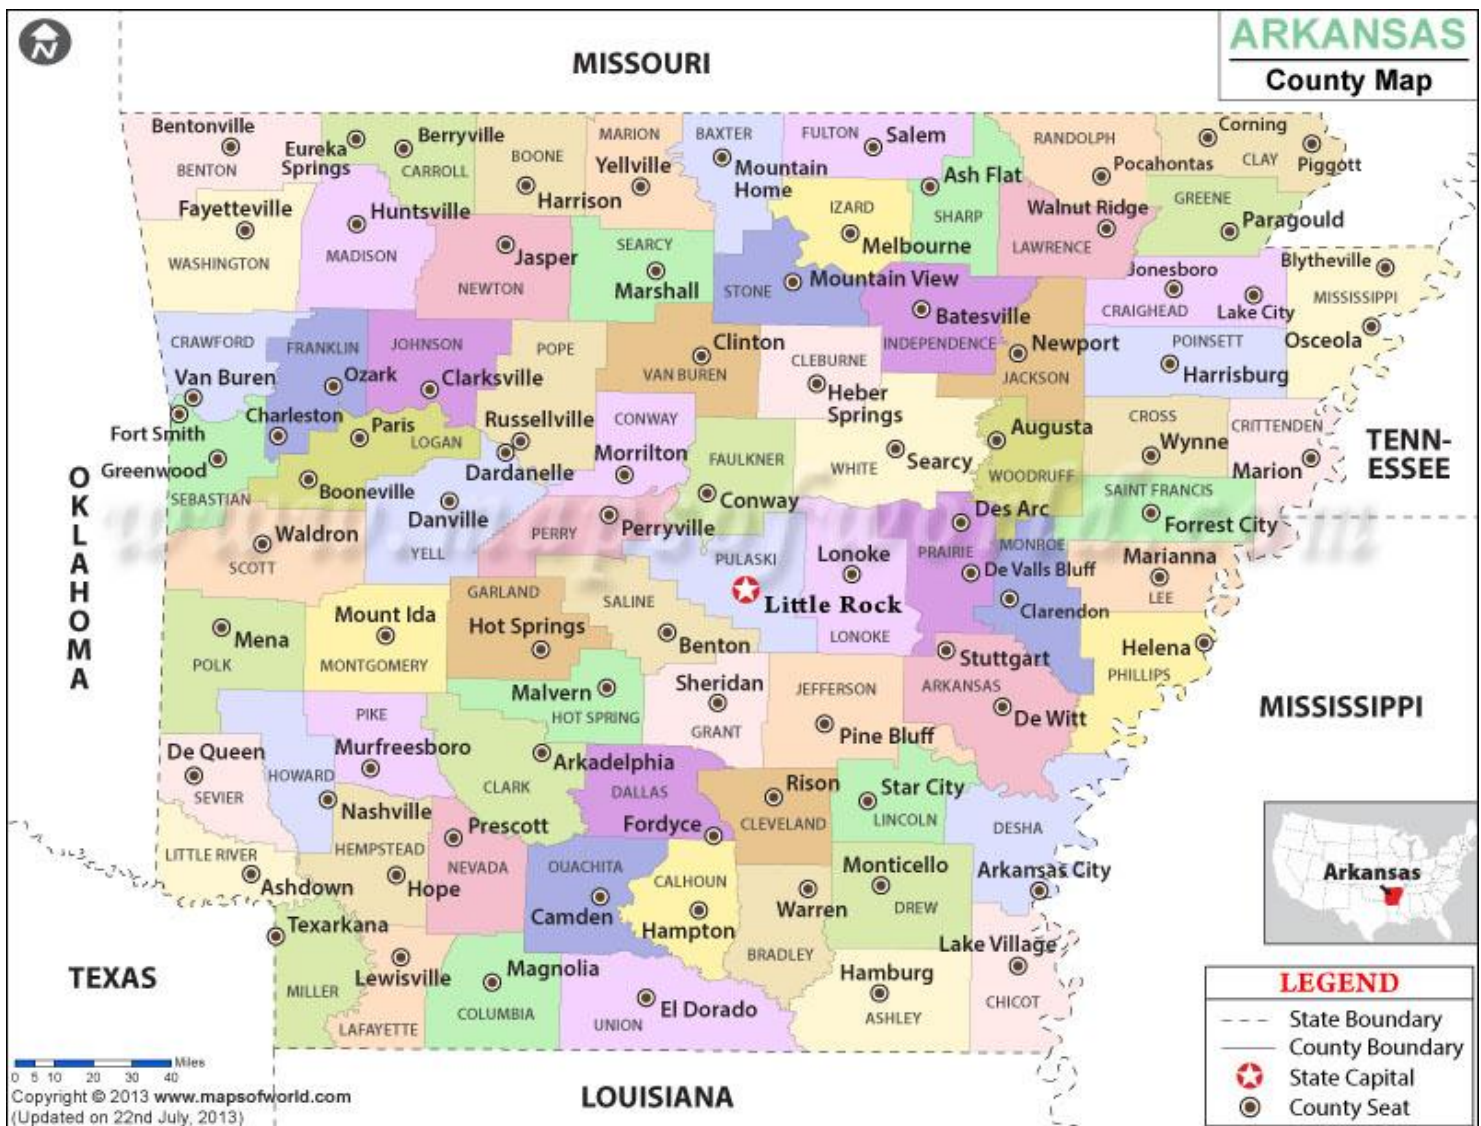 N
ARKANSAS
County Map
MISSOURI
Bentonville
BENTON
Eureka
Springs
Berryville
CARROLL
BOONE
Harrison
MARION
Yellville
BAXTER
Mountain
Home
FULTON
Salem
Ash Flat
SHARP
RANDOLPH
Pocahontas
Corning
CLAY
Piggott
Fayetteville
WASHINGTON
Huntsville
MADISON
Jasper
NEWTON
SEARCY
Marshall
STONE
Mountain View
IZARD
Melbourne
Walnut Ridge
LAWRENCE
GREENE
Paragould
Batesville
INDEPENDENCE
Jonesboro
CRAIGHEAD
Lake City
Blytheville
MISSISSIPPI
Osceola
CRAWFORD
Van Buren
FRANKLIN
Ozark
Charleston
JOHNSON
Clarksville
POPE
Russellville
Clinton
VAN BUREN
CLEBURNE
Heber
Springs
Newport
JACKSON
POINSETT
Harrisburg
Fort Smith
Greenwood
SEBASTIAN
Paris
LOGAN
Booneville
Dardanelle
Danville
YELL
CONWAY
Morrilton
FAULKNER
Conway
WHITE
Searcy
Augusta
WOODRUFF
CROSS
Wynne
CRITTENDEN
Marion
TENN-
ESSEE
OKLAHOMA
www.mapsofworld.com
Waldron
SCOTT
PERRY
Perryville
PULASKI
Little Rock
Lonoke
LONOKE
Des Arc
PRAIRIE
De Valls Bluff
MONROE
Clarendon
SAINT FRANCIS
Forrest City
Marianna
LEE
Mena
POLK
Mount Ida
MONTGOMERY
GARLAND
Hot Springs
SALINE
Benton
Malvern
HOT SPRING
Sheridan
GRANT
JEFFERSON
Pine Bluff
Stuttgart
ARKANSAS
De Witt
Helena
PHILLIPS
MISSISSIPPI
De Queen
SEVIER
HOWARD
Nashville
PIKE
Murfreesboro
CLARK
Arkadelphia
DALLAS
Fordyce
Rison
CLEVELAND
Star City
LINCOLN
DESHA
Arkansas City
LITTLE RIVER
Ashdown
HEMPSTEAD
Hope
Prescott
NEVADA
OUACHITA
Camden
CALHOUN
Hampton
Warren
BRADLEY
Monticello
DREW
Texarkana
MILLER
Lewisville
LAFAYETTE
Magnolia
COLUMBIA
El Dorado
UNION
Hamburg
ASHLEY
Lake Village
CHICOT
TEXAS
LOUISIANA
Arkansas
LEGEND
State Boundary
County Boundary
State Capital
County Seat
Miles
0 5 10 20 30 40
Copyright © 2013 www.mapsofworld.com
(Updated on 22nd July, 2013)